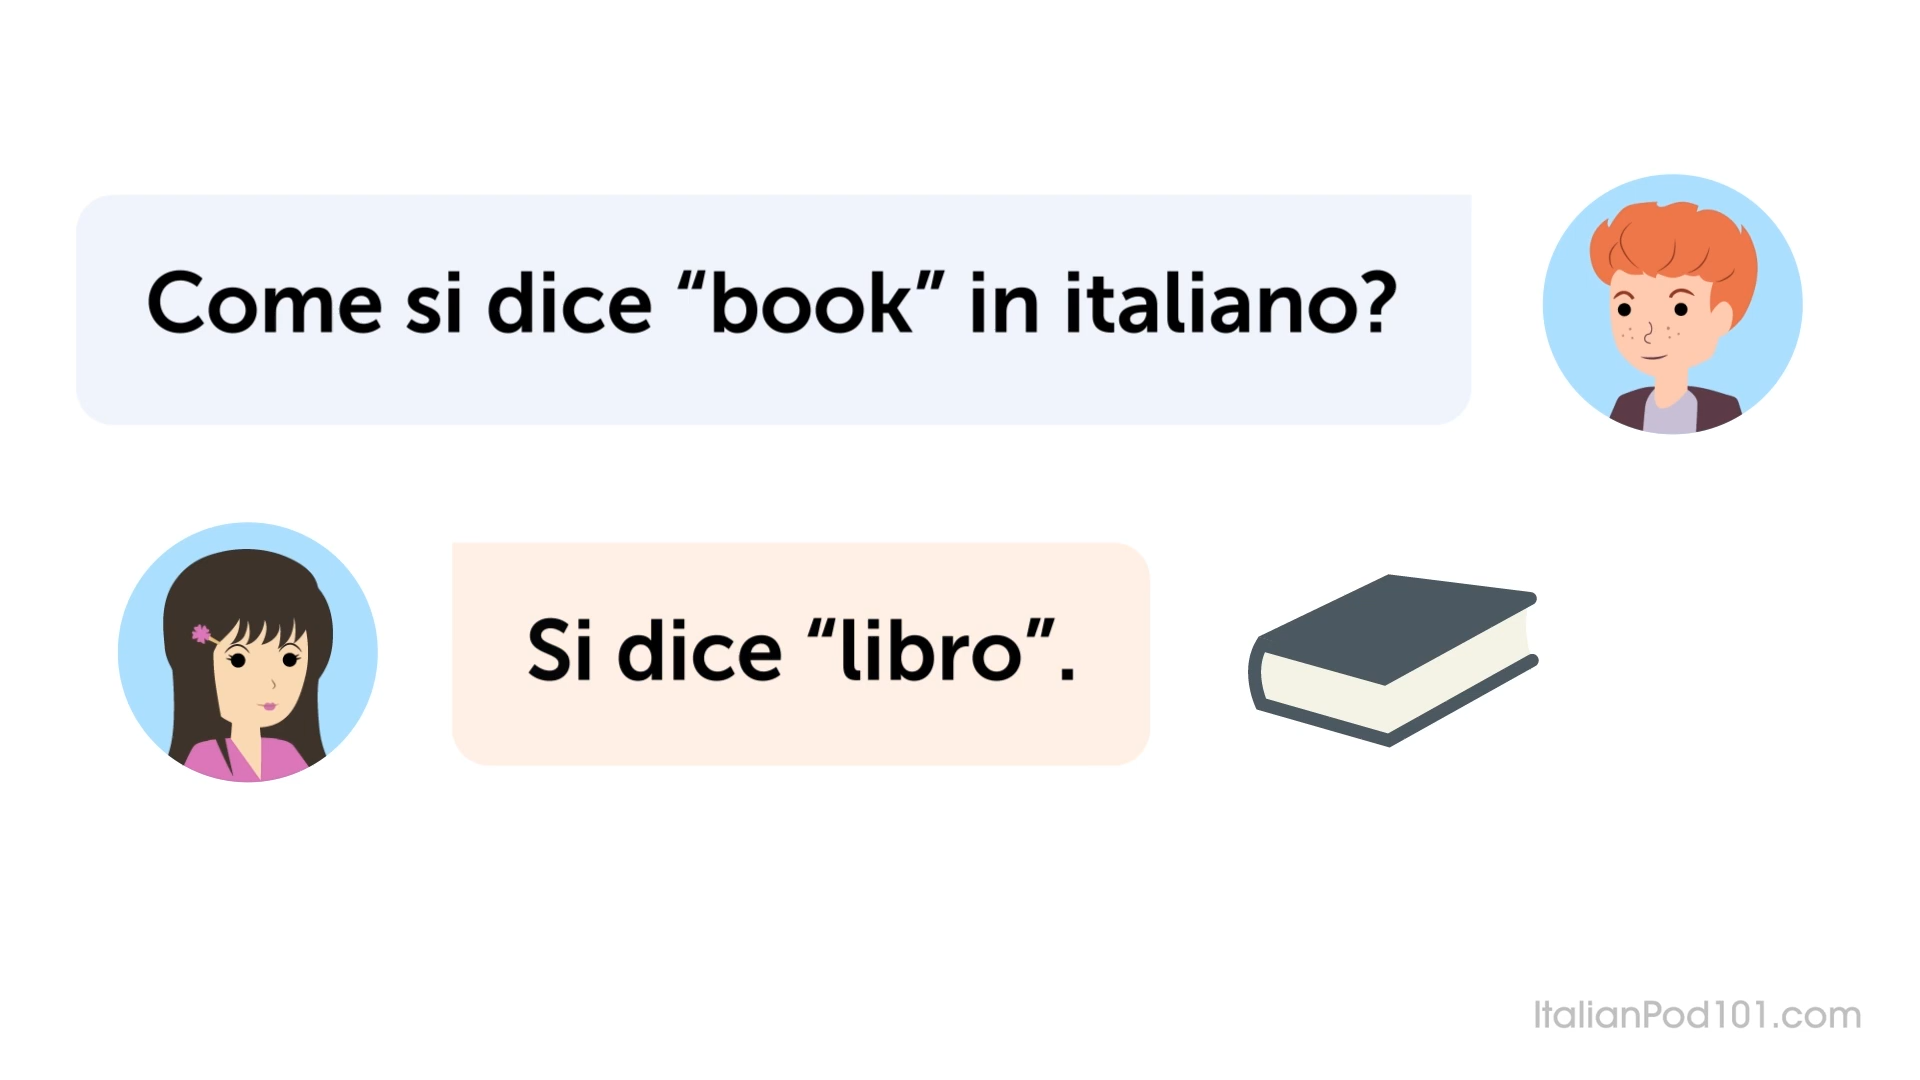 Come si dice “book” in italiano?
Si dice “libro”.
ItalianPod101.com